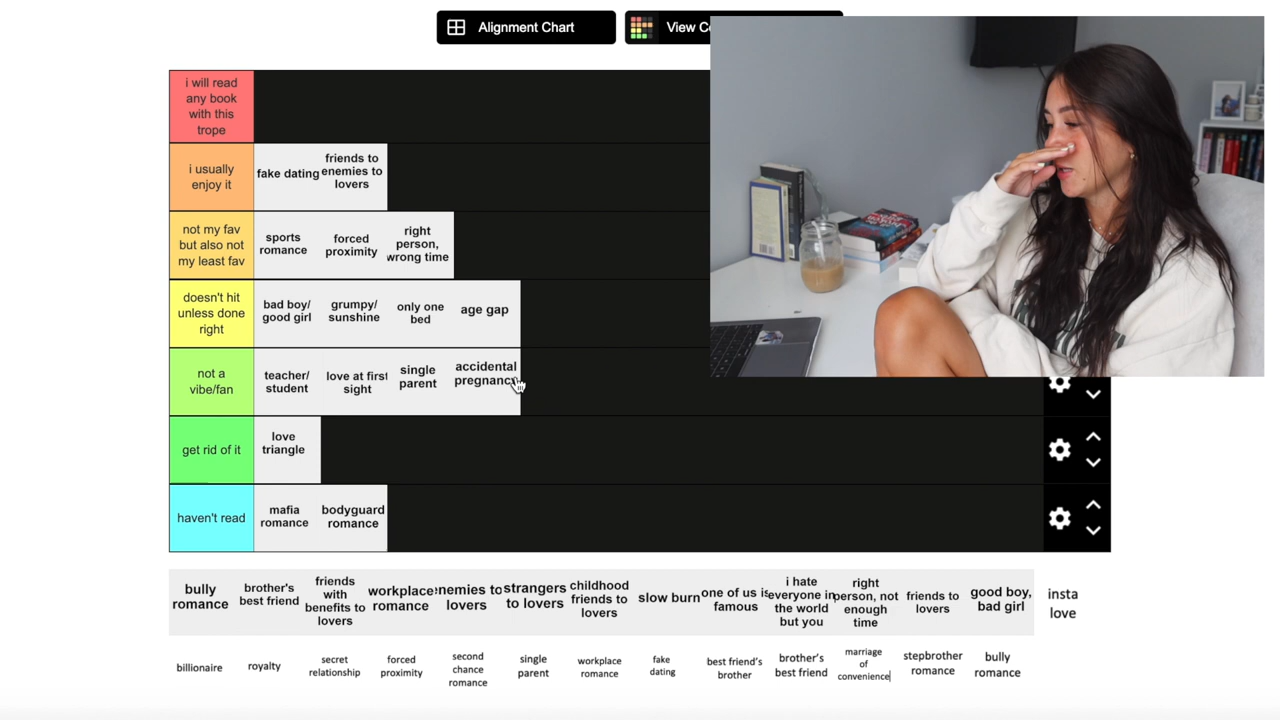 Alignment Chart
View Co
i will read
any book
with this
trope
i usually
enjoy it
fake dating
friends to
enemies to
lovers
not my fav
but also not
my least fav
sports
romance
forced
proximity
right
person,
wrong time
doesn't hit
unless done
right
bad boy/
good girl
grumpy/
sunshine
only one
bed
age gap
not a
vibe/fan
teacher/
student
love at first
sight
single
parent
accidental
pregnancy
get rid of it
love
triangle
haven't read
mafia
romance
bodyguard
romance
bully
romance
brother's
best friend
friends
with
benefits to
lovers
workplace
romance
enemies to
lovers
strangers
to lovers
childhood
friends to
lovers
slow burn
one of us is
famous
i hate
everyone in
the world
but you
right
person, not
enough
time
friends to
lovers
good boy,
bad girl
insta
love
billionaire
royalty
secret
relationship
forced
proximity
second
chance
romance
single
parent
workplace
romance
fake
dating
best friend's
brother
brother's
best friend
marriage
of
convenience
stepbrother
romance
bully
romance